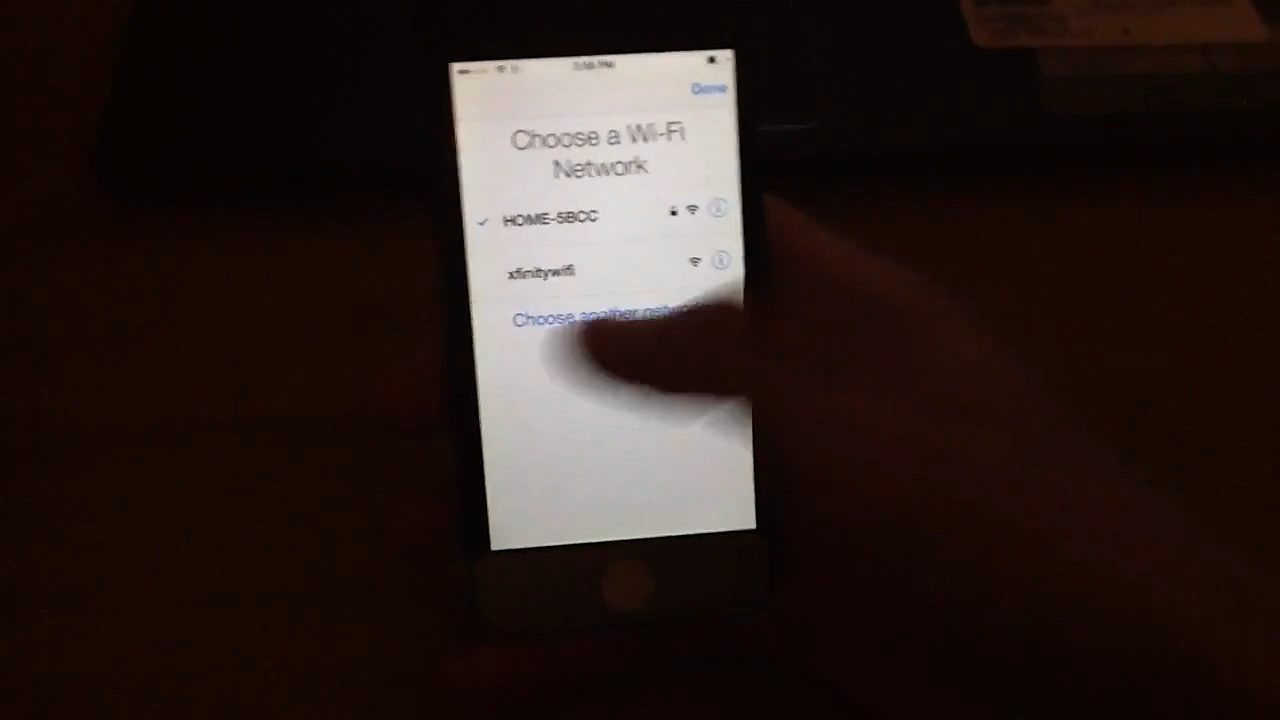 Done
Choose a Wi-Fi
Network
HOME-5BCC
xfinitywifi
Choose another network